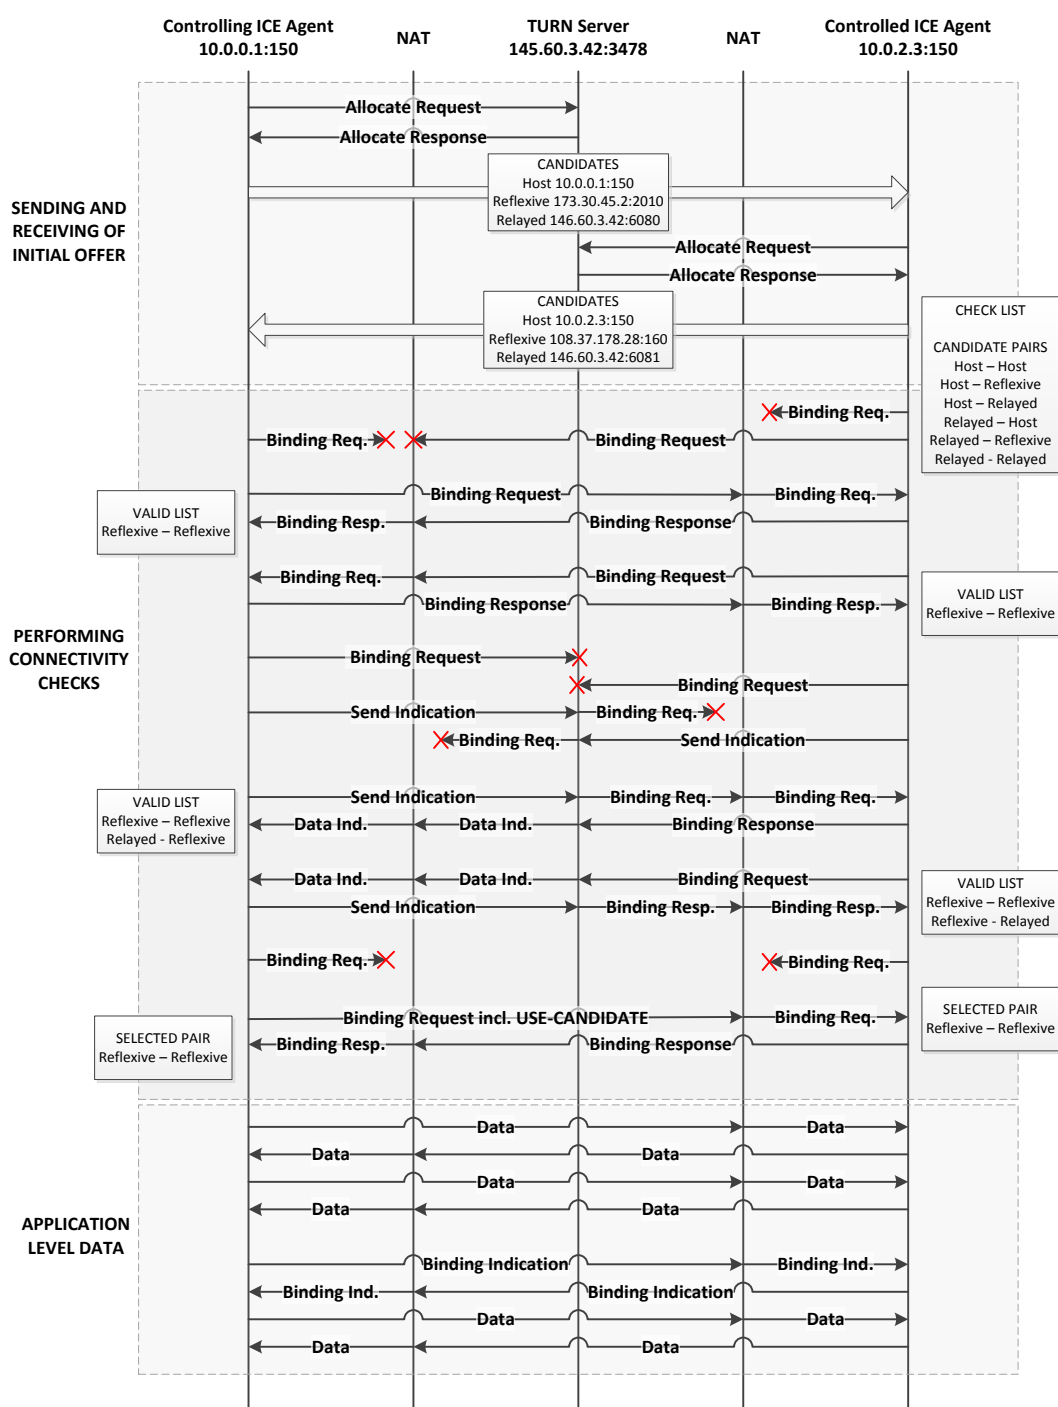 Controlling ICE Agent
10.0.0.1:150
NAT
TURN Server
145.60.3.42:3478
NAT
Controlled ICE Agent
10.0.2.3:150
SENDING AND
RECEIVING OF
INITIAL OFFER
Allocate Request
Allocate Response
CANDIDATES
Host 10.0.0.1:150
Reflexive 173.30.45.2:2010
Relayed 146.60.3.42:6080
Allocate Request
Allocate Response
CANDIDATES
Host 10.0.2.3:150
Reflexive 108.37.178.28:160
Relayed 146.60.3.42:6081
CHECK LIST
CANDIDATE PAIRS
Host – Host
Host – Reflexive
Host – Relayed
Relayed – Host
Relayed – Reflexive
Relayed - Relayed
PERFORMING
CONNECTIVITY
CHECKS
Binding Req.
Binding Req.
Binding Request
Binding Request
Binding Req.
VALID LIST
Reflexive – Reflexive
Binding Resp.
Binding Response
Binding Req.
Binding Request
Binding Response
Binding Resp.
VALID LIST
Reflexive – Reflexive
Binding Request
Binding Request
Send Indication
Binding Req.
Binding Req.
Send Indication
VALID LIST
Reflexive – Reflexive
Relayed - Reflexive
Send Indication
Binding Req.
Binding Req.
Data Ind.
Data Ind.
Binding Response
Data Ind.
Data Ind.
Binding Request
Send Indication
Binding Resp.
Binding Resp.
VALID LIST
Reflexive – Reflexive
Reflexive - Relayed
Binding Req.
Binding Req.
Binding Request incl. USE-CANDIDATE
Binding Req.
SELECTED PAIR
Reflexive – Reflexive
SELECTED PAIR
Reflexive – Reflexive
Binding Resp.
Binding Response
APPLICATION
LEVEL DATA
Data
Data
Data
Data
Data
Data
Data
Data
Binding Indication
Binding Ind.
Binding Ind.
Binding Indication
Data
Data
Data
Data